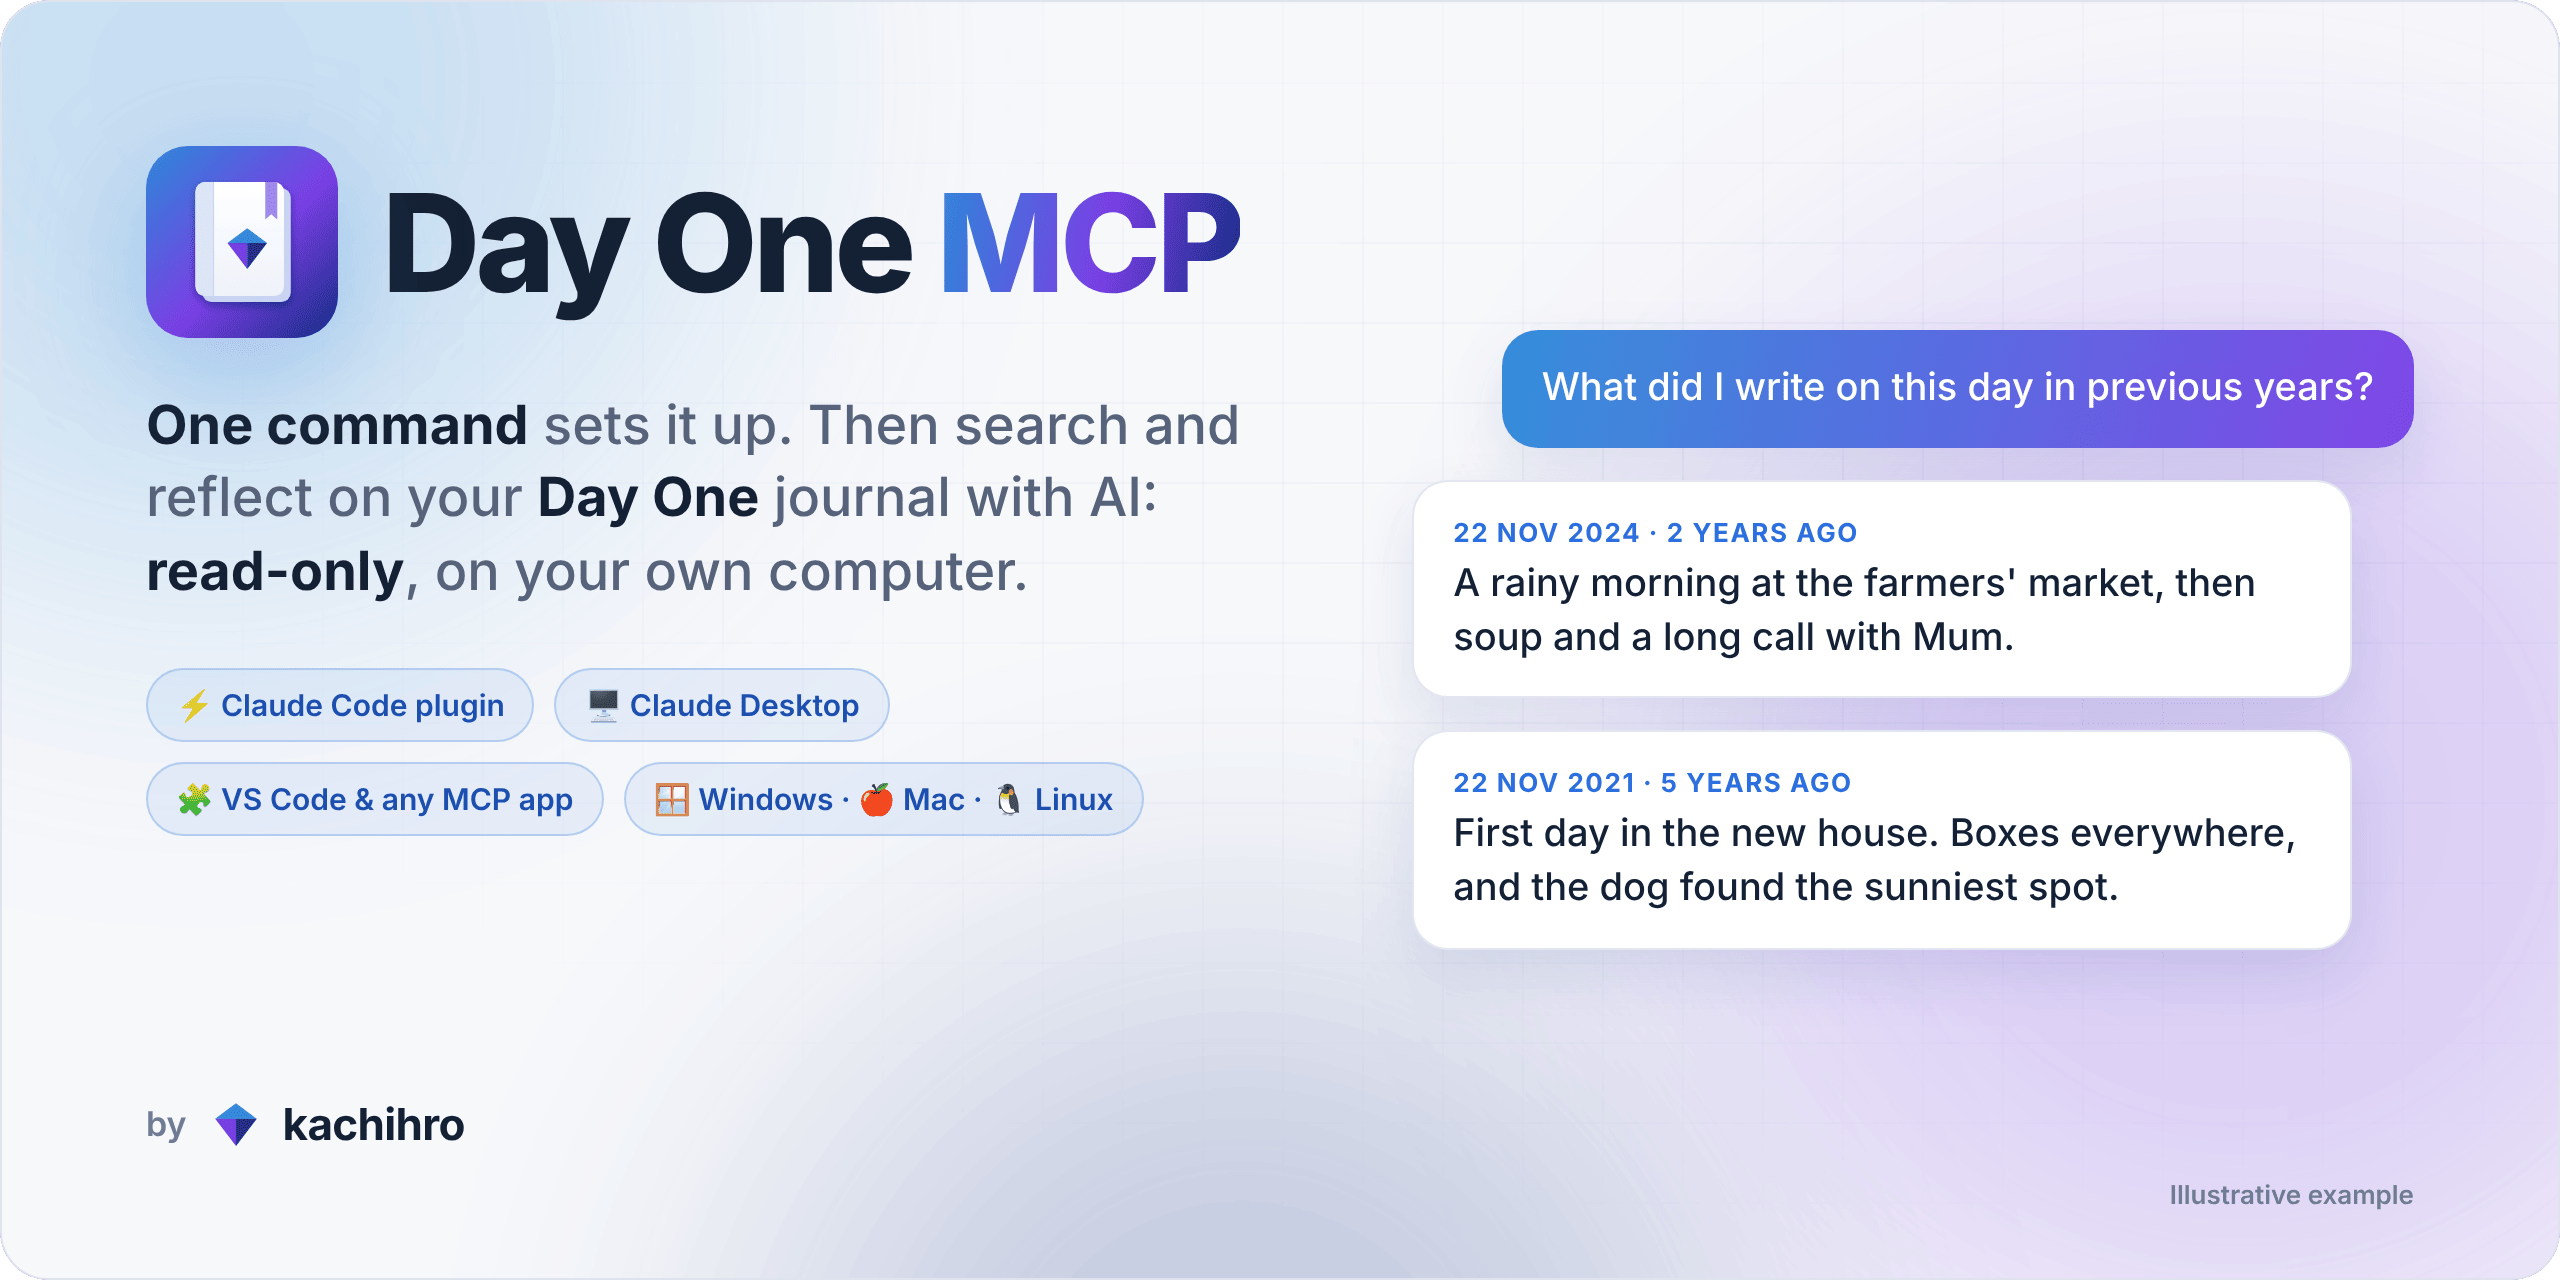 Day One MCP
One command sets it up. Then search and
reflect on your Day One journal with AI:
read-only, on your own computer.
⚡ Claude Code plugin
🖥️ Claude Desktop
🧩 VS Code & any MCP app
🪟 Windows · 🍎 Mac · 🐧 Linux
by kachihro
What did I write on this day in previous years?
22 NOV 2024 · 2 YEARS AGO
A rainy morning at the farmers' market, then
soup and a long call with Mum.
22 NOV 2021 · 5 YEARS AGO
First day in the new house. Boxes everywhere,
and the dog found the sunniest spot.
Illustrative example